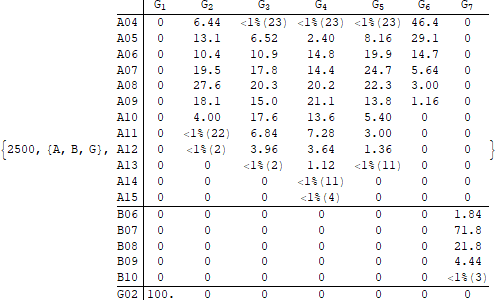 G1 G2 G3 G4 G5 G6 G7
A04 0 6.44 <1%(23) <1%(23) <1%(23) 46.4 0
A05 0 13.1 6.52 2.40 8.16 29.1 0
A06 0 10.4 10.9 14.8 19.9 14.7 0
A07 0 19.5 17.8 14.4 24.7 5.64 0
A08 0 27.6 20.3 20.2 22.3 3.00 0
A09 0 18.1 15.0 21.1 13.8 1.16 0
A10 0 4.00 17.6 13.6 5.40 0 0
A11 0 <1%(22) 6.84 7.28 3.00 0 0
{2500, {A, B, G}, A12 0 <1%(2) 3.96 3.64 1.36 0 0 }
A13 0 0 <1%(2) 1.12 <1%(11) 0 0
A14 0 0 0 <1%(11) 0 0 0
A15 0 0 0 <1%(4) 0 0 0
B06 0 0 0 0 0 0 1.84
B07 0 0 0 0 0 0 71.8
B08 0 0 0 0 0 0 21.8
B09 0 0 0 0 0 0 4.44
B10 0 0 0 0 0 0 <1%(3)
G02 100. 0 0 0 0 0 0